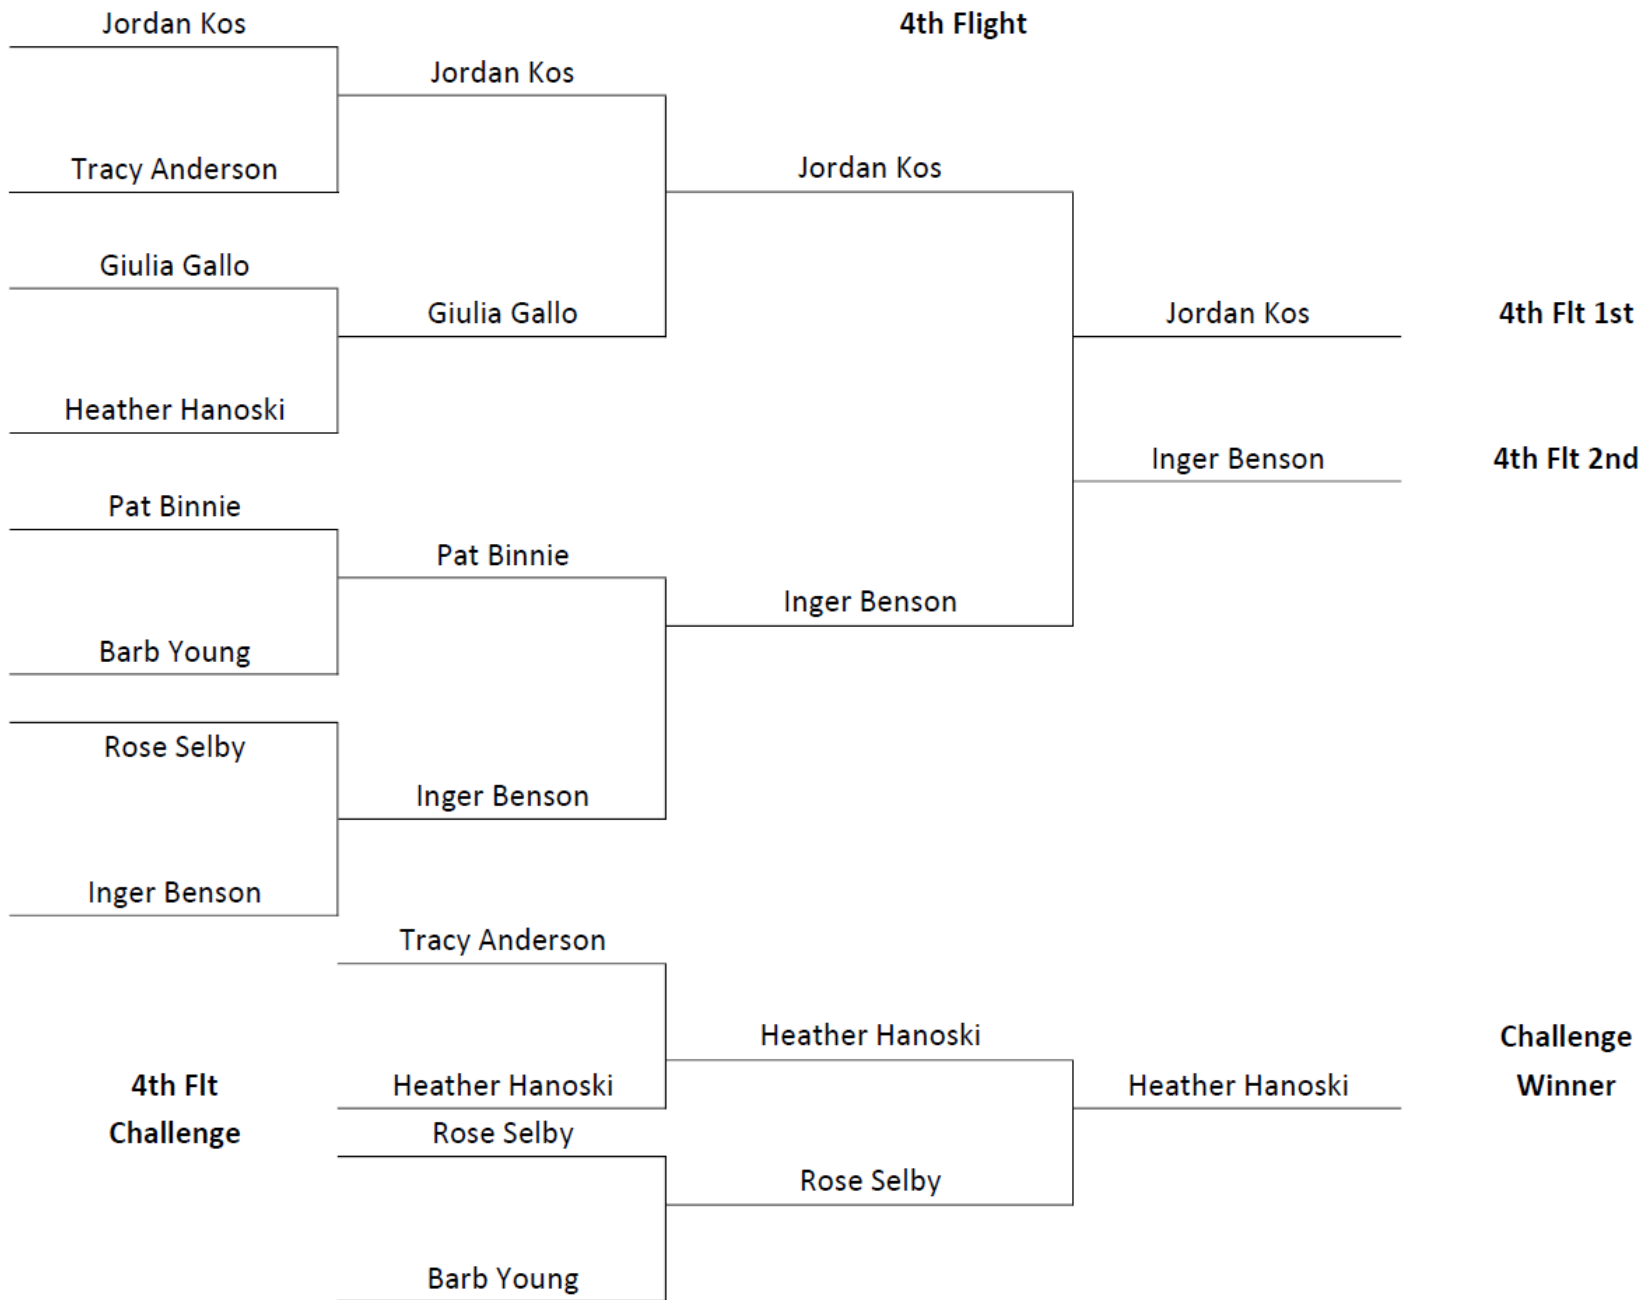 Jordan Kos
4th Flight
Jordan Kos
Tracy Anderson
Jordan Kos
Giulia Gallo
Giulia Gallo
Jordan Kos
4th Flt 1st
Heather Hanoski
Inger Benson
4th Flt 2nd
Pat Binnie
Pat Binnie
Inger Benson
Barb Young
Rose Selby
Inger Benson
Inger Benson
Tracy Anderson
Heather Hanoski
Challenge
4th Flt
Heather Hanoski
Heather Hanoski
Winner
Challenge
Rose Selby
Rose Selby
Barb Young